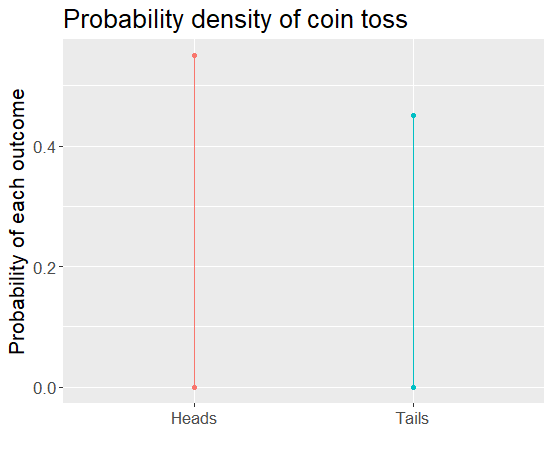 Probability density of coin toss
Probability of each outcome
0.4
0.2
0.0
Heads
Tails